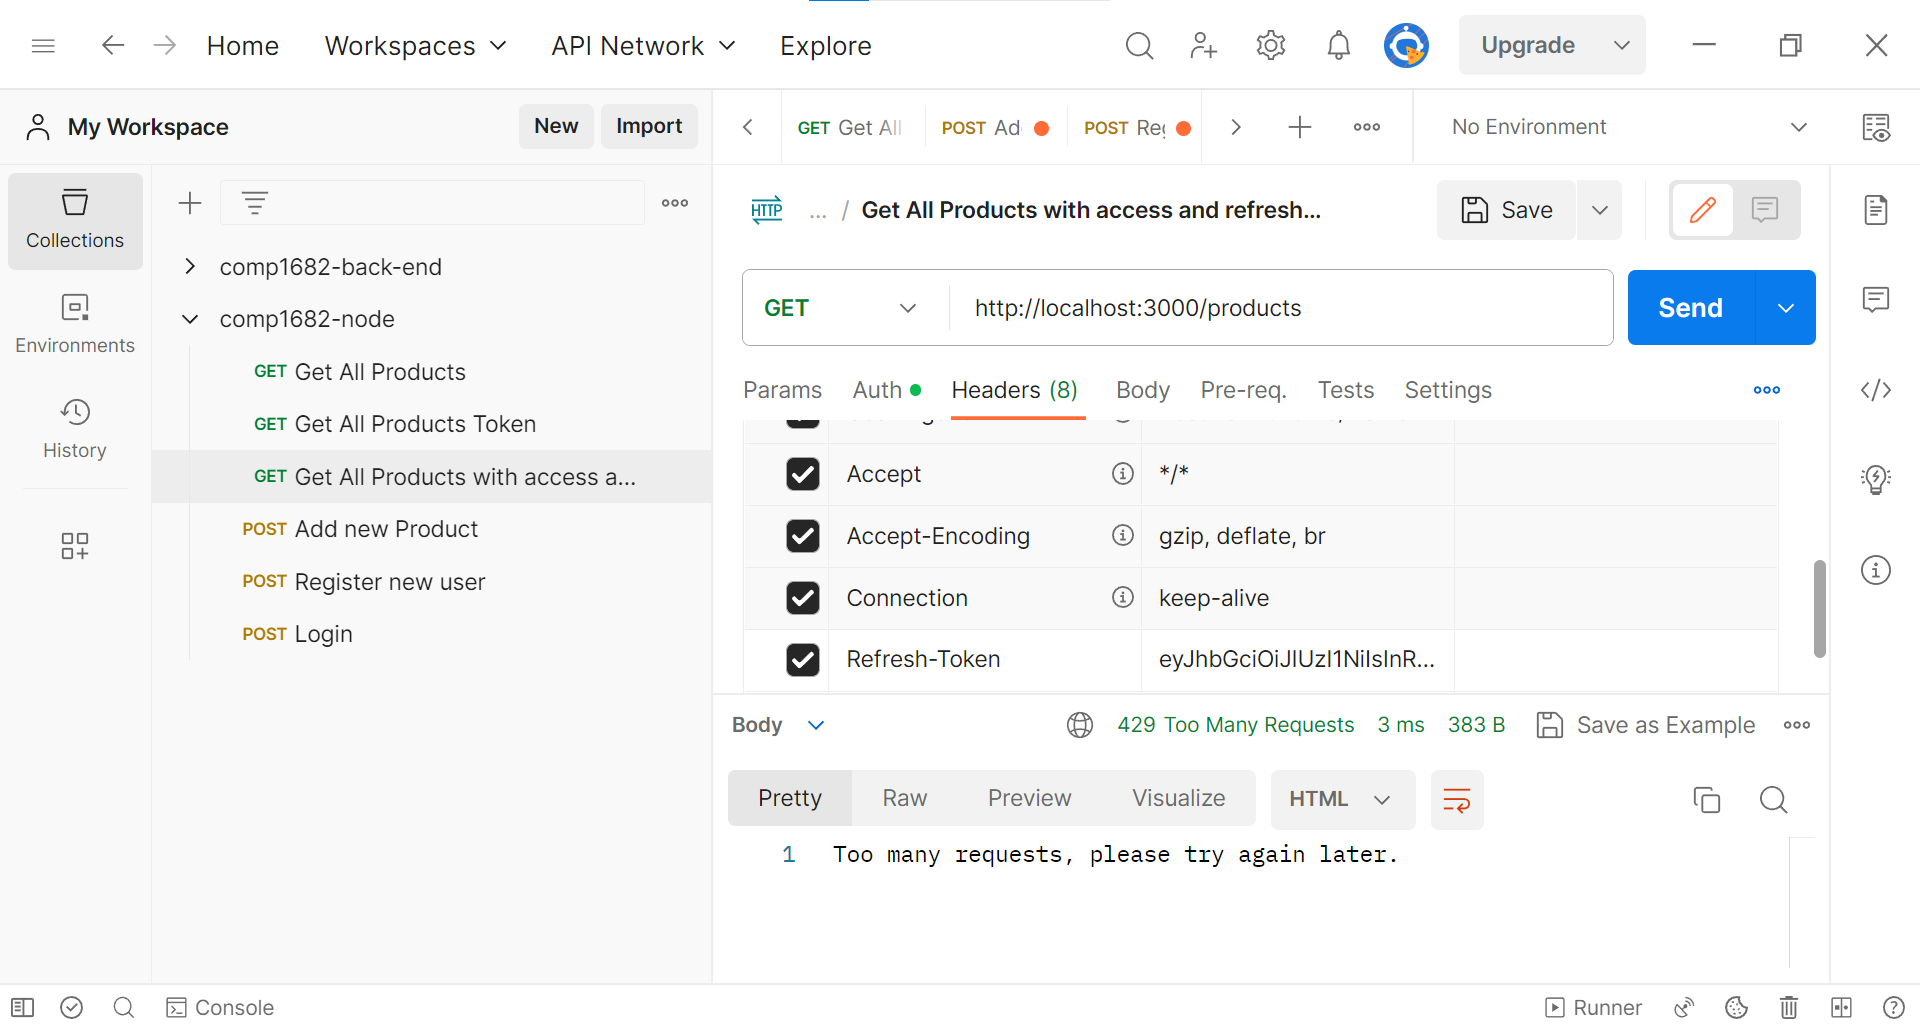 Home Workspaces API Network Explore Upgrade
My Workspace New Import
GET Get All POST Ad POST Reg No Environment
Collections
Environments
History
comp1682-back-end
comp1682-node
GET Get All Products
GET Get All Products Token
GET Get All Products with access a...
POST Add new Product
POST Register new user
POST Login
HTTP ... / Get All Products with access and refresh... Save
GET http://localhost:3000/products Send
Params Auth Headers (8) Body Pre-req. Tests Settings
Accept */*
Accept-Encoding gzip, deflate, br
Connection keep-alive
Refresh-Token eyJhbGciOiJIUzI1NiIsInR...
Body 429 Too Many Requests 3 ms 383 B Save as Example
Pretty Raw Preview Visualize HTML
1 Too many requests, please try again later.
Console Runner